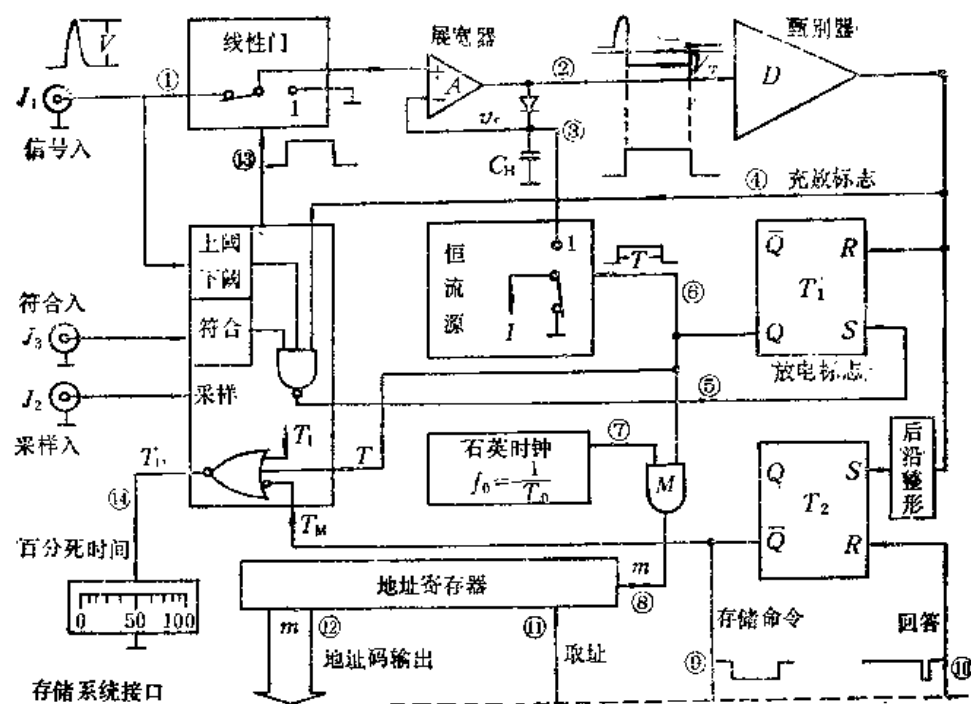 V
线性门
展宽器
甄别器
①
②
J₁
1
+
−
A
V_T
D
信号入
⑬
③
C_H
④
充放标志
上阈
下阈
符合入
J₃
符合
恒流源
1
I
T
⑥
Q̄
R
T₁
Q
S
放电标志
J₂
采样
采样入
⑤
T₁
T
石英时钟
f₀=1/T₀
⑦
M
Q
S
T₂
Q̄
R
后沿整形
⑭
T_M
百分死时间
地址寄存器
m
⑧
0 50 100
m
⑫
⑪
存储命令
回答
地址码输出
取址
⑨
⑩
存储系统接口